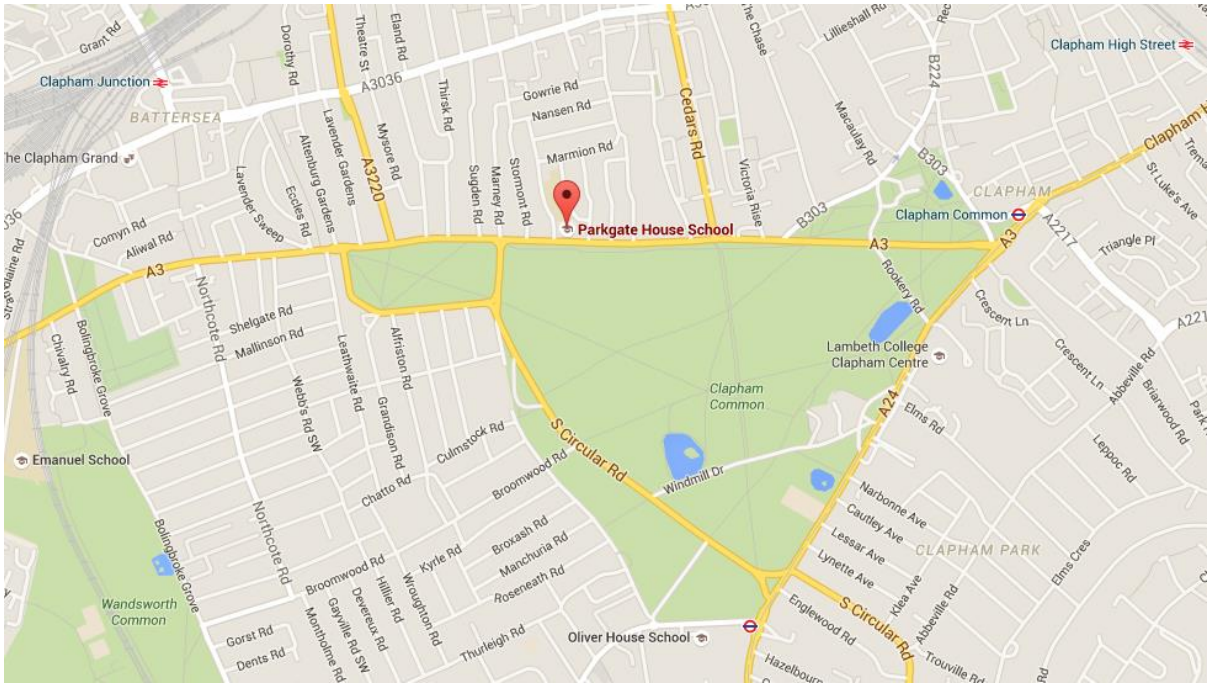 Grant Rd
Clapham Junction
BATTERSEA
The Clapham Grand
A3036
Dorothy Rd
Theatre St
Eland Rd
Lavender Gardens
Altenburg Gardens
Eccles Rd
Lavender Sweep
A3220
Mysore Rd
Thirsk Rd
Sugden Rd
Marney Rd
Stormont Rd
Gowrie Rd
Nansen Rd
Marmion Rd
Cedars Rd
The Chase
Lillieshall Rd
B224
Macaulay Rd
Victoria Rise
B303
B303
Clapham High Street
CLAPHAM
Clapham Common
St Luke's Ave
A2217
Triangle Pl
Parkgate House School
A3
A3
A3
Comyn Rd
Aliwal Rd
Northcote Rd
Shelgate Rd
Mallinson Rd
Chivalry Rd
Bolingbroke Grove
Leathwaite Rd
Alfriston Rd
Webb's Rd SW
Grandison Rd
Culmstock Rd
Chatto Rd
Emanuel School
Rookery Rd
Crescent Ln
Crescent Ln
Lambeth College
Clapham Centre
Abbeville Rd
Briarwood Rd
Leppoc Rd
Clapham
Common
A24
Elms Rd
S Circular Rd
Windmill Dr
Broomwood Rd
Northcote Rd
Bolingbroke Grove
Broxash Rd
Manchuria Rd
Roseneath Rd
Kyrle Rd
Broomwood Rd
Wroughton Rd
Hillier Rd
Devereux Rd
Gayville Rd SW
Montholme Rd
Thurleigh Rd
Wandsworth
Common
Gorst Rd
Dents Rd
Oliver House School
Narbonne Ave
Cautley Ave
Lessar Ave
Lynette Ave
CLAPHAM PARK
Elms Cres
Klea Ave
Abbeville Rd
Englewood Rd
S Circular Rd
Trouville Rd